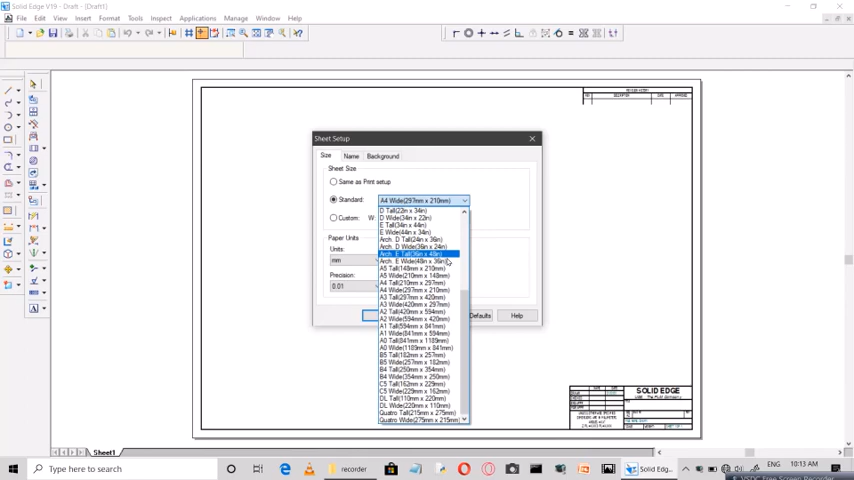 Solid Edge V19 - Draft - [Draft1]
File Edit View Insert Format Tools Inspect Applications Manage Window Help
SOLID EDGE
Sheet Setup
Size Name Background
Sheet Size
Same as Print setup
Standard: A4 Wide(297mm x 210mm)
Custom: W:
Paper Units
Units:
mm
Precision:
0.01
D Tall(22in x 34in)
D Wide(34in x 22in)
E Tall(34in x 44in)
E Wide(44in x 34in)
Arch. D Tall(24in x 36in)
Arch. D Wide(36in x 24in)
Arch. E Tall(36in x 48in)
Arch. E Wide(48in x 36in)
A5 Tall(148mm x 210mm)
A5 Wide(210mm x 148mm)
A4 Tall(210mm x 297mm)
A4 Wide(297mm x 210mm)
A3 Tall(297mm x 420mm)
A3 Wide(420mm x 297mm)
A2 Tall(420mm x 594mm)
A2 Wide(594mm x 420mm)
A1 Tall(594mm x 841mm)
A1 Wide(841mm x 594mm)
A0 Tall(841mm x 1189mm)
A0 Wide(1189mm x 841mm)
B5 Tall(182mm x 257mm)
B5 Wide(257mm x 182mm)
B4 Tall(250mm x 354mm)
B4 Wide(354mm x 250mm)
C5 Tall(162mm x 229mm)
C5 Wide(229mm x 162mm)
DL Tall(110mm x 220mm)
DL Wide(220mm x 110mm)
Quatro Tall(215mm x 275mm)
Quatro Wide(275mm x 215mm)
Defaults Help
Sheet1
Type here to search
recorder
Solid Edg...
ENG
10:13 AM